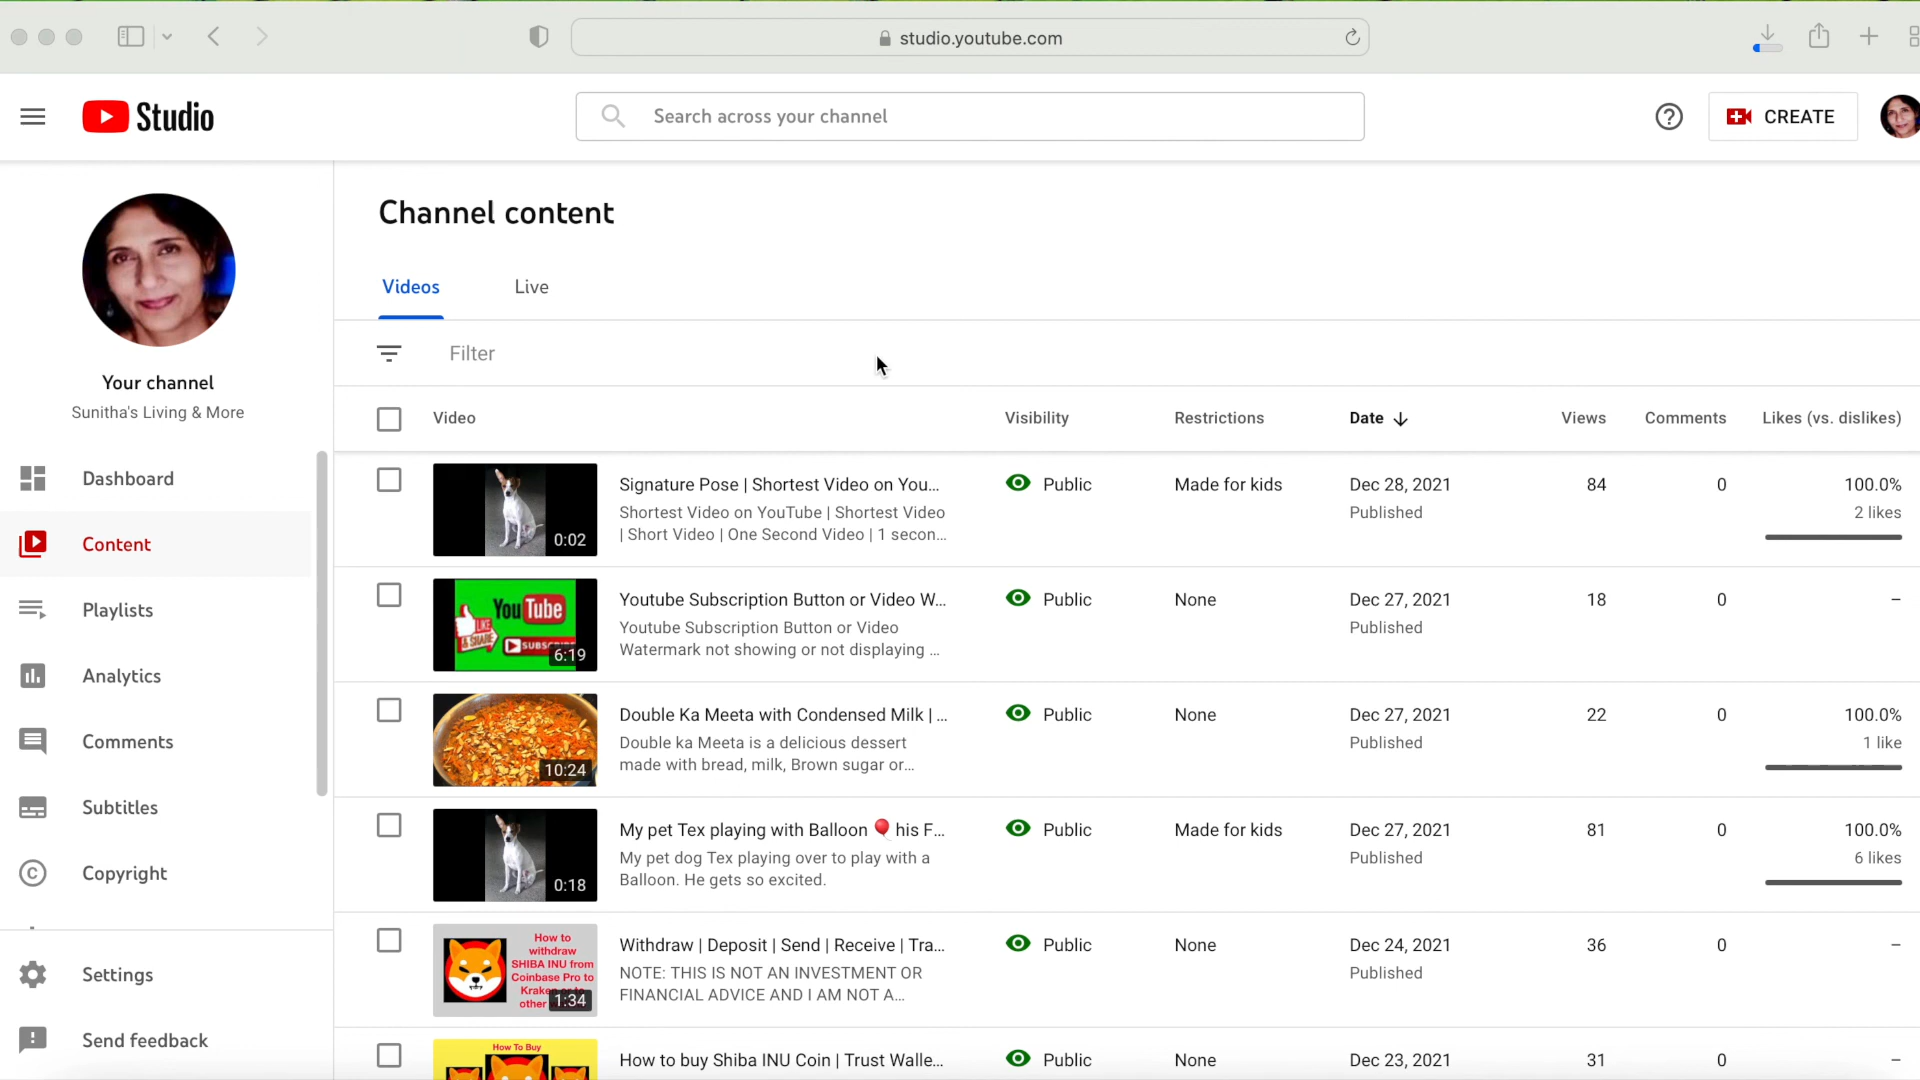 studio.youtube.com
Studio
Search across your channel
CREATE
Your channel
Sunitha's Living & More
Dashboard
Content
Playlists
Analytics
Comments
Subtitles
Copyright
Settings
Send feedback
Channel content
Videos Live
Filter
Video Visibility Restrictions Date Views Comments Likes (vs. dislikes)
0:02
Signature Pose | Shortest Video on You... Public Made for kids Dec 28, 2021 84 0 100.0%
Shortest Video on YouTube | Shortest Video Published 2 likes
| Short Video | One Second Video | 1 secon...
YouTube
LIKE
& SHARE
6:19
Youtube Subscription Button or Video W... Public None Dec 27, 2021 18 0 –
Youtube Subscription Button or Video Published
Watermark not showing or not displaying ...
10:24
Double Ka Meeta with Condensed Milk | ... Public None Dec 27, 2021 22 0 100.0%
Double ka Meeta is a delicious dessert Published 1 like
made with bread, milk, Brown sugar or...
0:18
My pet Tex playing with Balloon 🎈 his F... Public Made for kids Dec 27, 2021 81 0 100.0%
My pet dog Tex playing over to play with a Published 6 likes
Balloon. He gets so excited.
How to
withdraw
SHIBA INU from
Coinbase Pro to
other
1:34
Withdraw | Deposit | Send | Receive | Tra... Public None Dec 24, 2021 36 0 –
NOTE: THIS IS NOT AN INVESTMENT OR Published
FINANCIAL ADVICE AND I AM NOT A...
How To Buy
How to buy Shiba INU Coin | Trust Walle... Public None Dec 23, 2021 31 0 –